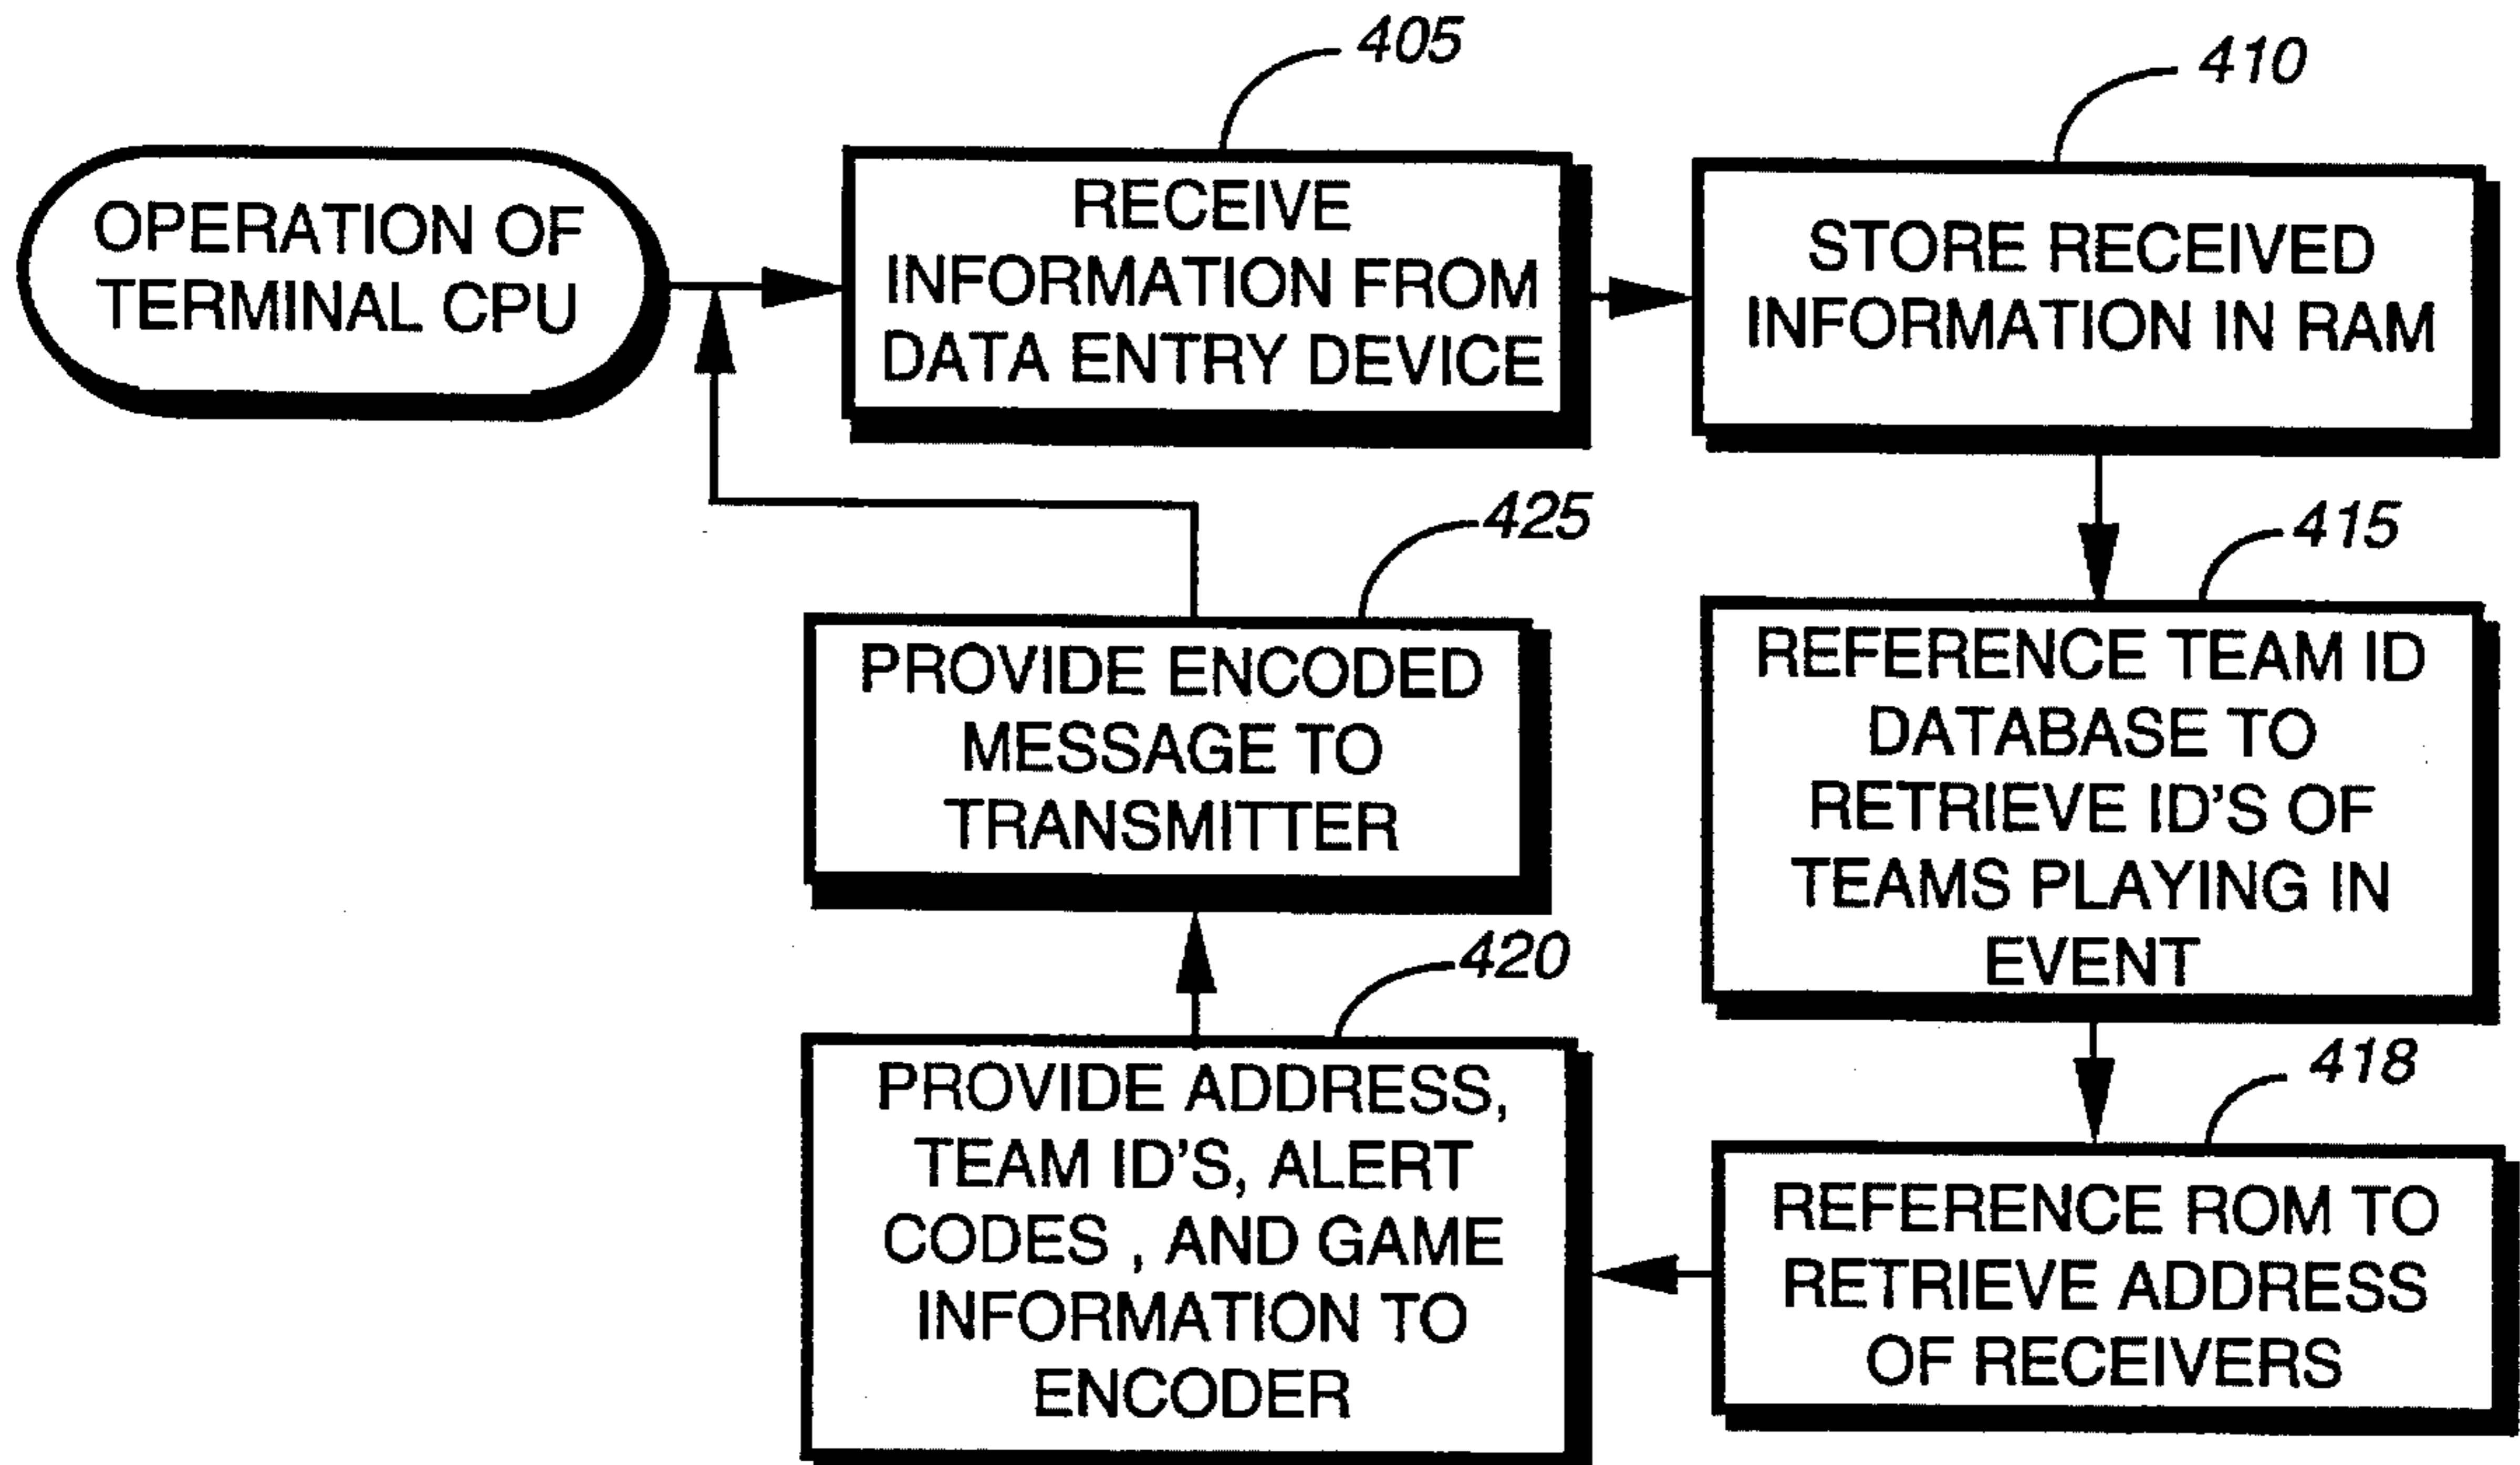 OPERATION OF
TERMINAL CPU
405
RECEIVE
INFORMATION FROM
DATA ENTRY DEVICE
410
STORE RECEIVED
INFORMATION IN RAM
415
REFERENCE TEAM ID
DATABASE TO
RETRIEVE ID'S OF
TEAMS PLAYING IN
EVENT
418
REFERENCE ROM TO
RETRIEVE ADDRESS
OF RECEIVERS
420
PROVIDE ADDRESS,
TEAM ID'S, ALERT
CODES , AND GAME
INFORMATION TO
ENCODER
425
PROVIDE ENCODED
MESSAGE TO
TRANSMITTER